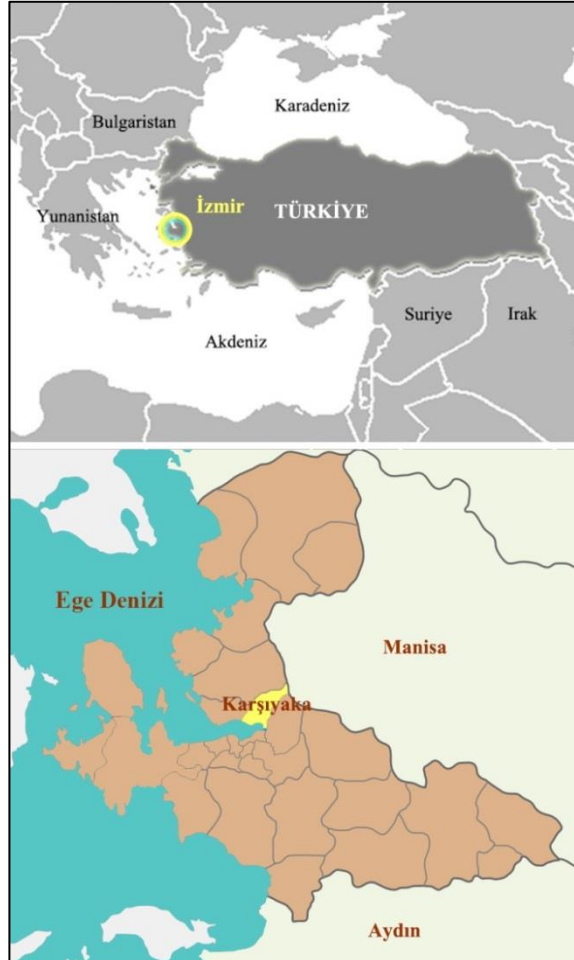 Karadeniz
Bulgaristan
İzmir
TÜRKİYE
Yunanistan
Suriye
Irak
Akdeniz
Ege Denizi
Manisa
Karşıyaka
Aydın